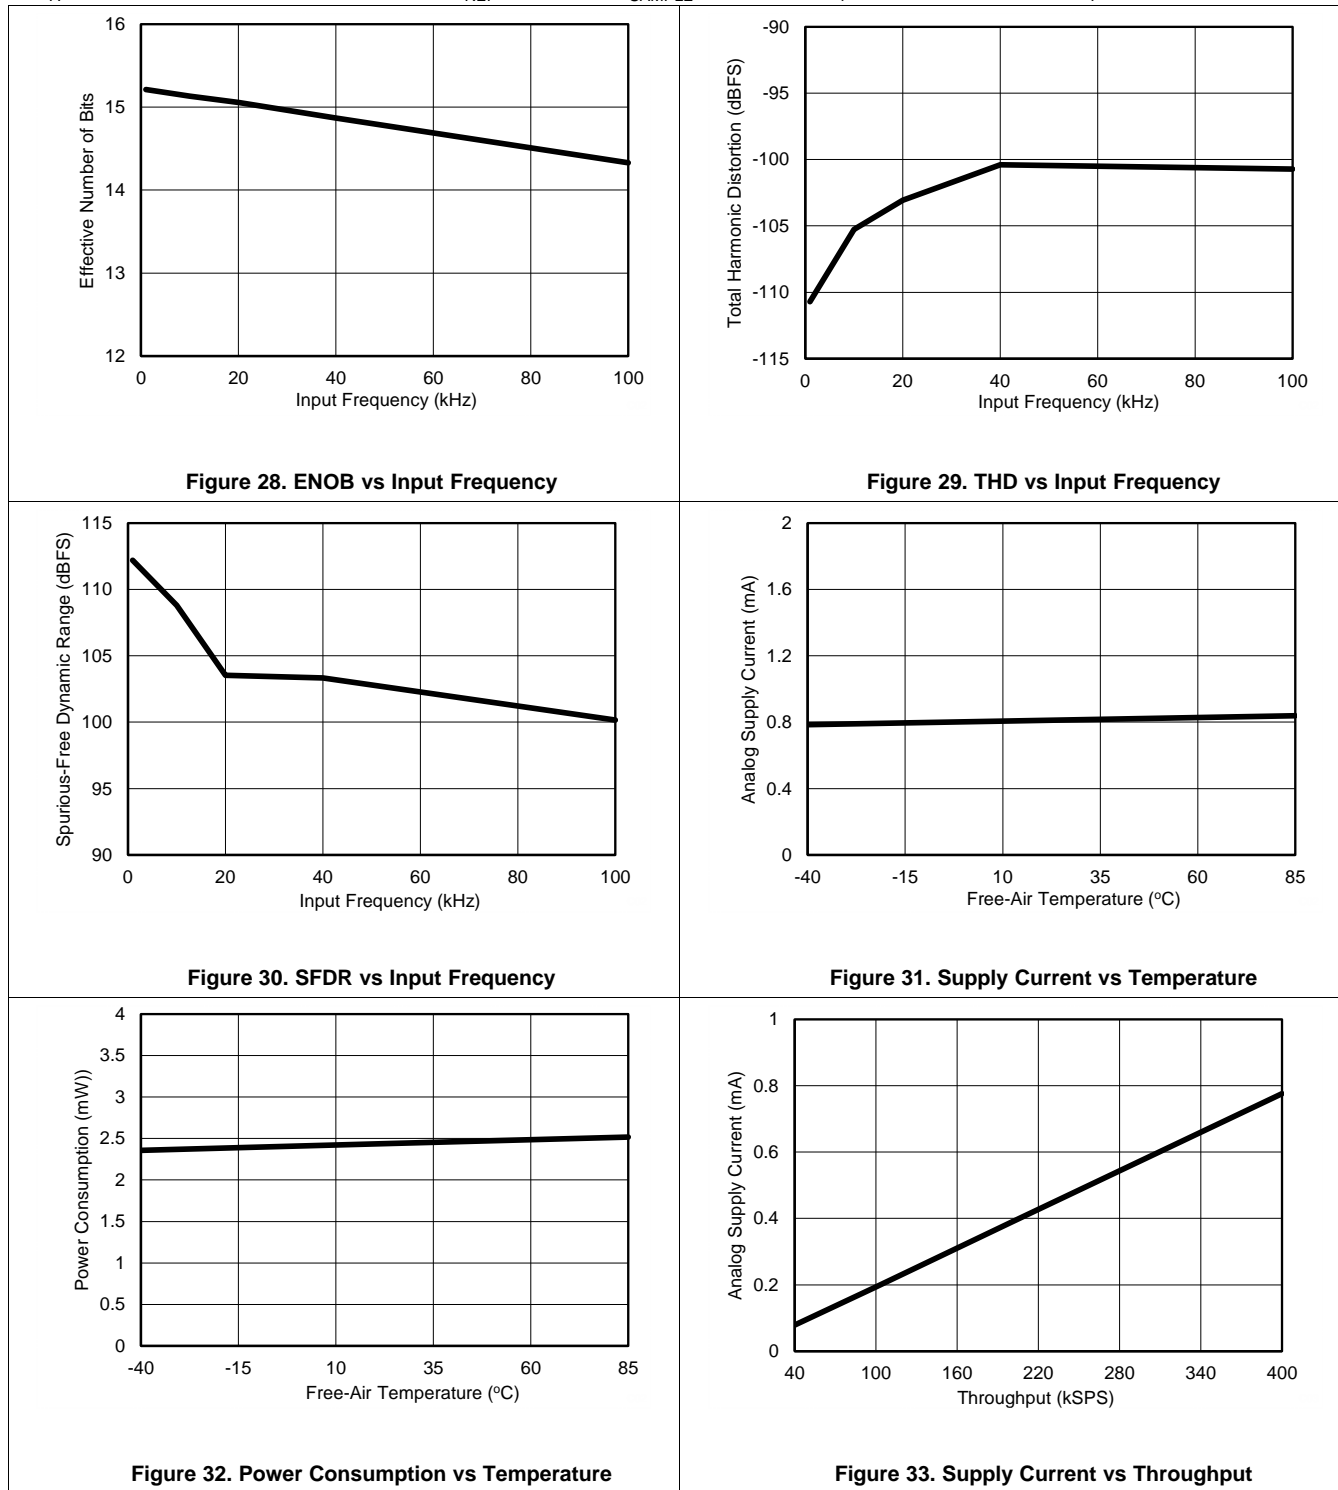 16
15
14
13
12
Effective Number of Bits
0 20 40 60 80 100
Input Frequency (kHz)
Figure 28. ENOB vs Input Frequency
-90
-95
-100
-105
-110
-115
Total Harmonic Distortion (dBFS)
0 20 40 60 80 100
Input Frequency (kHz)
Figure 29. THD vs Input Frequency
115
110
105
100
95
90
Spurious-Free Dynamic Range (dBFS)
0 20 40 60 80 100
Input Frequency (kHz)
Figure 30. SFDR vs Input Frequency
2
1.6
1.2
0.8
0.4
0
Analog Supply Current (mA)
-40 -15 10 35 60 85
Free-Air Temperature (ºC)
Figure 31. Supply Current vs Temperature
4
3.5
3
2.5
2
1.5
1
0.5
0
Power Consumption (mW))
-40 -15 10 35 60 85
Free-Air Temperature (ºC)
Figure 32. Power Consumption vs Temperature
1
0.8
0.6
0.4
0.2
0
Analog Supply Current (mA)
40 100 160 220 280 340 400
Throughput (kSPS)
Figure 33. Supply Current vs Throughput